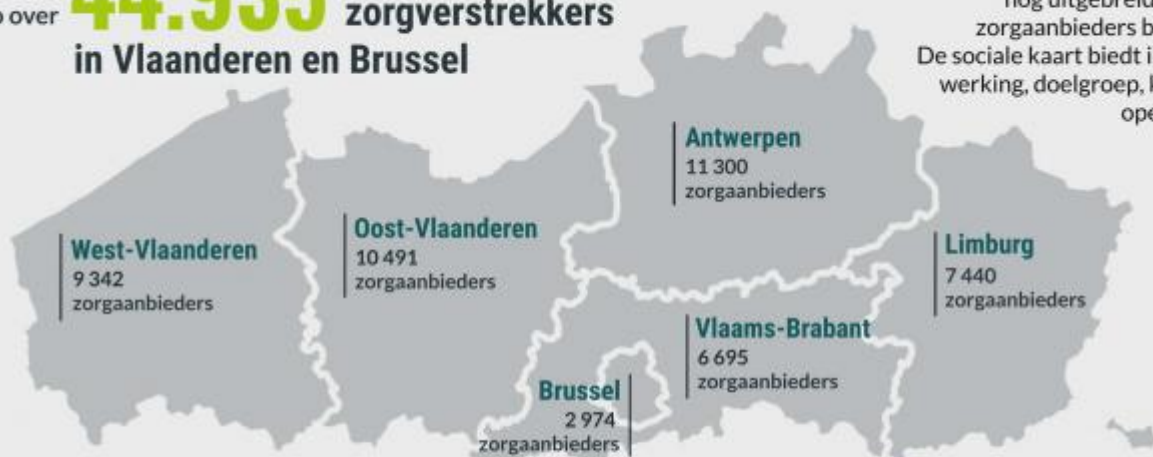 over 44.935 zorgverstrekkers
in Vlaanderen en Brussel
zorgaanbieders
De sociale kaart biedt
werking, doelgroep,
Antwerpen
11 300
zorgaanbieders
West-Vlaanderen
9 342
zorgaanbieders
Oost-Vlaanderen
10 491
zorgaanbieders
Limburg
7 440
zorgaanbieders
Vlaams-Brabant
6 695
zorgaanbieders
Brussel
2 974
zorgaanbieders